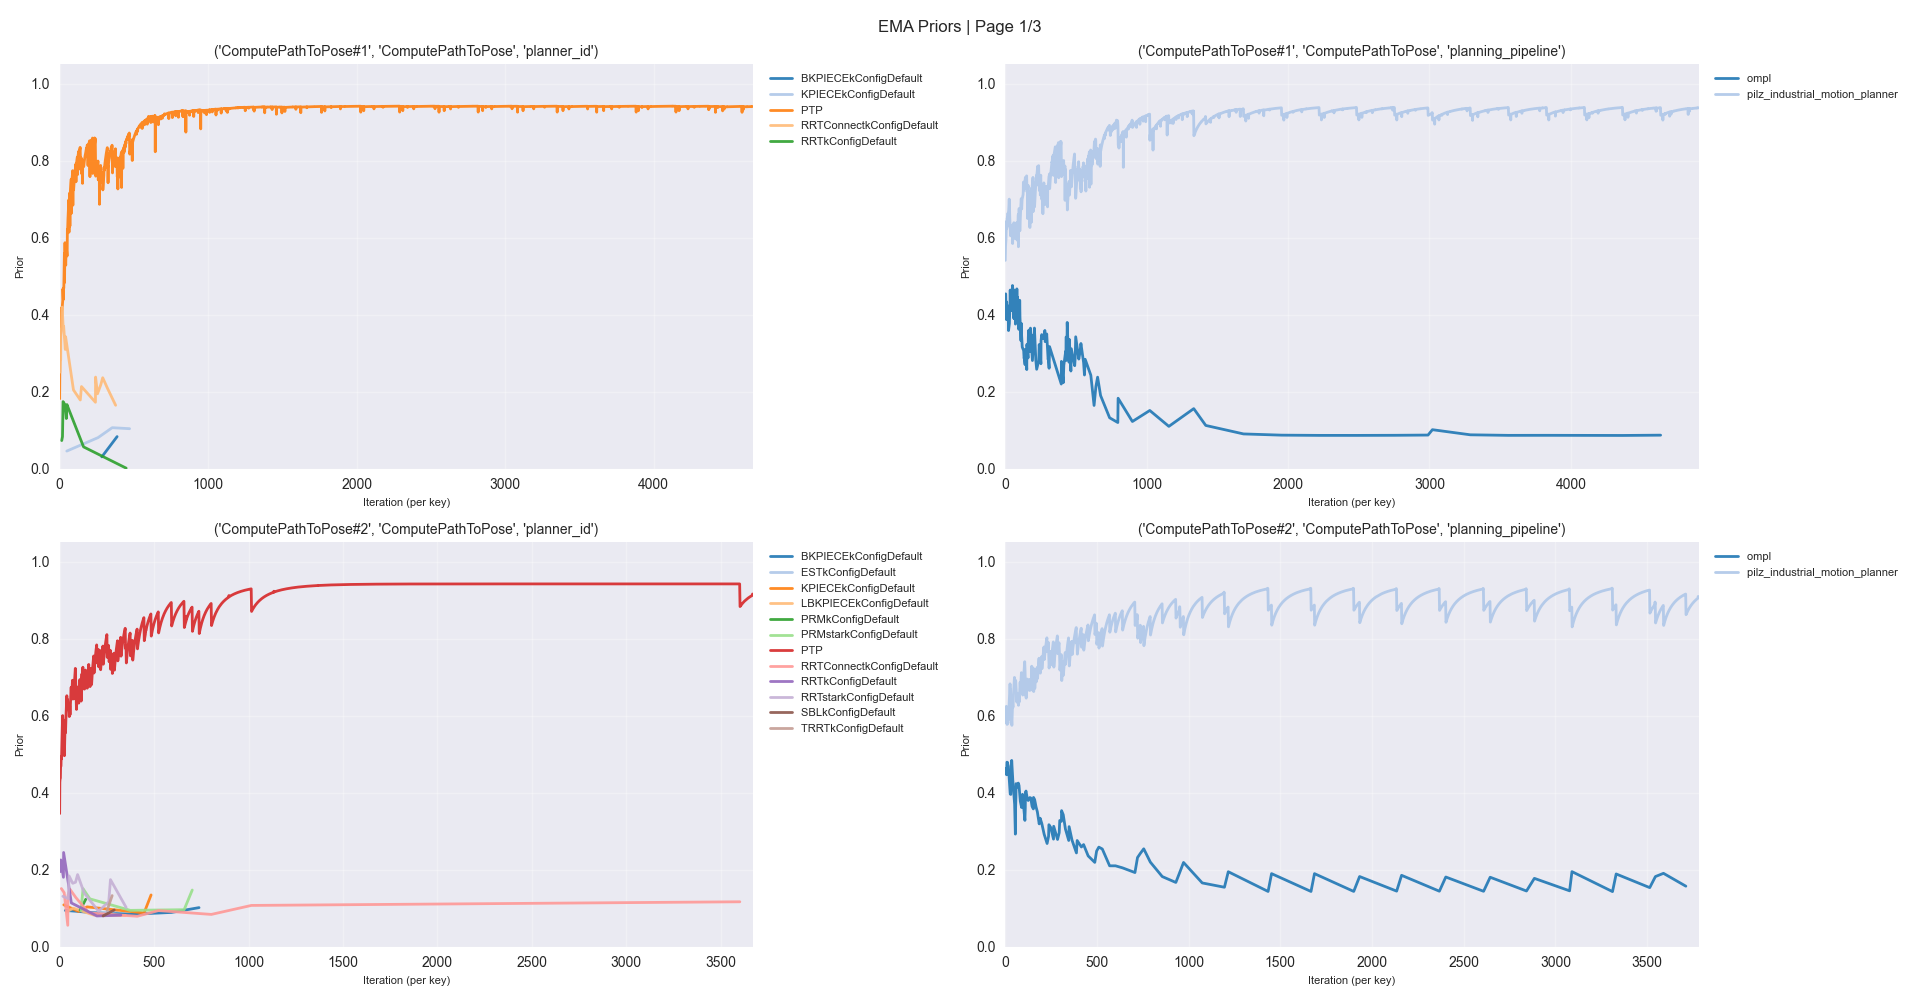 EMA Priors | Page 1/3
('ComputePathToPose#1', 'ComputePathToPose', 'planner_id')
1.0
0.8
0.6
0.4
0.2
0.0
Prior
0 1000 2000 3000 4000
Iteration (per key)
BKPIECEkConfigDefault
KPIECEkConfigDefault
PTP
RRTConnectkConfigDefault
RRTkConfigDefault
('ComputePathToPose#1', 'ComputePathToPose', 'planning_pipeline')
1.0
0.8
0.6
0.4
0.2
0.0
Prior
0 1000 2000 3000 4000
Iteration (per key)
ompl
pilz_industrial_motion_planner
('ComputePathToPose#2', 'ComputePathToPose', 'planner_id')
1.0
0.8
0.6
0.4
0.2
0.0
Prior
0 500 1000 1500 2000 2500 3000 3500
Iteration (per key)
BKPIECEkConfigDefault
ESTkConfigDefault
KPIECEkConfigDefault
LBKPIECEkConfigDefault
PRMkConfigDefault
PRMstarkConfigDefault
PTP
RRTConnectkConfigDefault
RRTkConfigDefault
RRTstarkConfigDefault
SBLkConfigDefault
TRRTkConfigDefault
('ComputePathToPose#2', 'ComputePathToPose', 'planning_pipeline')
1.0
0.8
0.6
0.4
0.2
0.0
Prior
0 500 1000 1500 2000 2500 3000 3500
Iteration (per key)
ompl
pilz_industrial_motion_planner